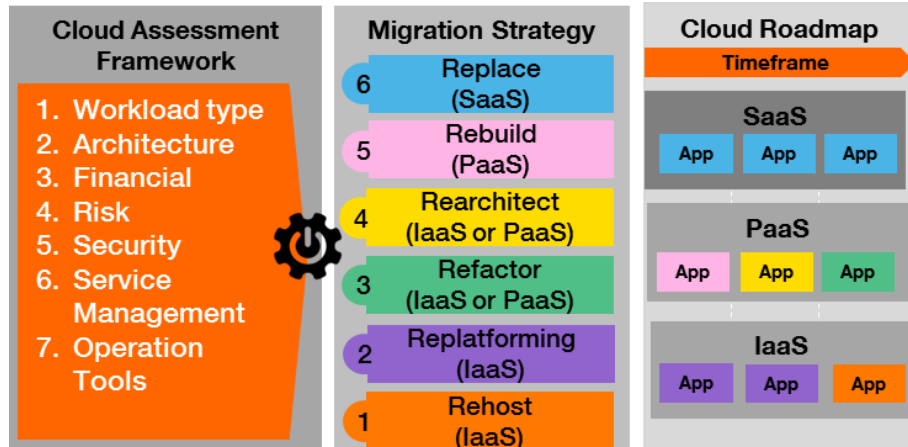 Cloud Assessment
Framework
1. Workload type
2. Architecture
3. Financial
4. Risk
5. Security
6. Service
Management
7. Operation
Tools
Migration Strategy
6 Replace
(SaaS)
5 Rebuild
(PaaS)
4 Rearchitect
(IaaS or PaaS)
3 Refactor
(IaaS or PaaS)
2 Replatforming
(IaaS)
1 Rehost
(IaaS)
Cloud Roadmap
Timeframe
SaaS
App App App
PaaS
App App App
IaaS
App App App